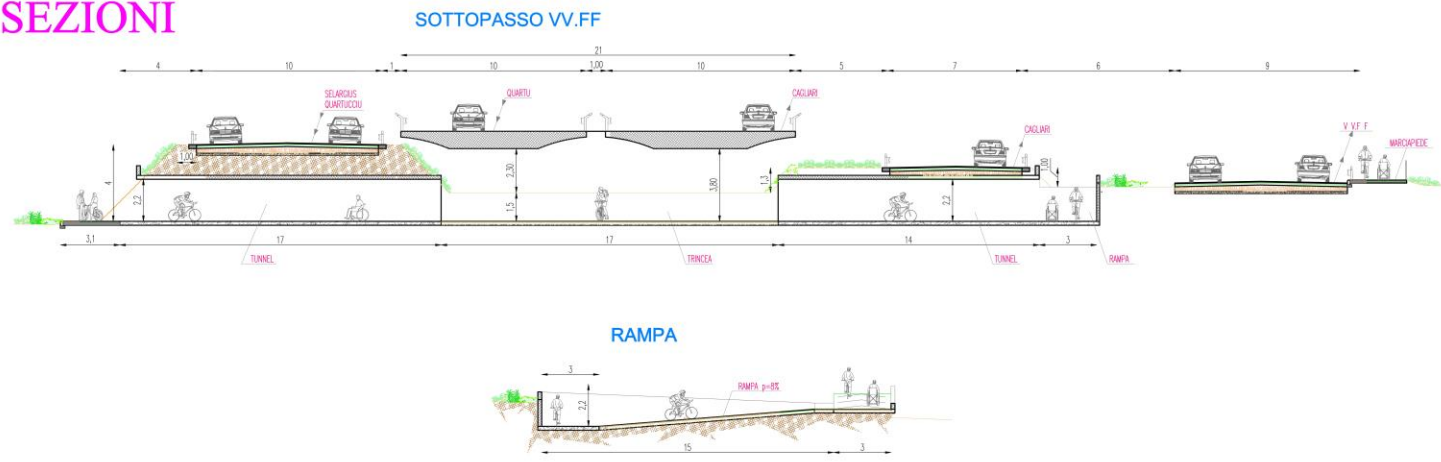 SEZIONI
SOTTOPASSO VV.FF
21
4
10
1
10
1,00
10
5
7
6
9
SELARGIUS
QUARTUCCIU
QUARTU
CAGLIARI
CAGLIARI
V V.F F
MARCIAPIEDE
1,00
4
2,2
2,30
1,5
3,80
1,3
2,2
1,00
3,1
17
17
14
3
TUNNEL
TRINCEA
TUNNEL
RAMPA
RAMPA
3
2,2
RAMPA p=8%
15
3